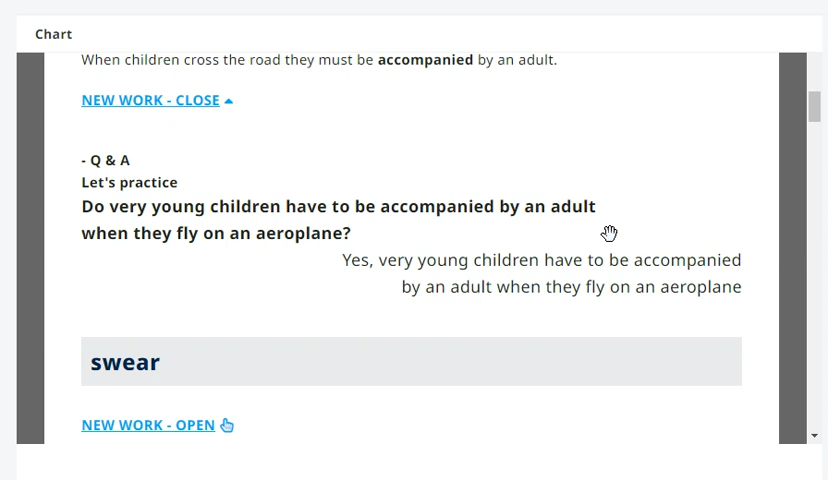 Chart
When children cross the road they must be accompanied by an adult.
NEW WORK - CLOSE
- Q & A
Let's practice
Do very young children have to be accompanied by an adult
when they fly on an aeroplane?
Yes, very young children have to be accompanied
by an adult when they fly on an aeroplane
swear
NEW WORK - OPEN